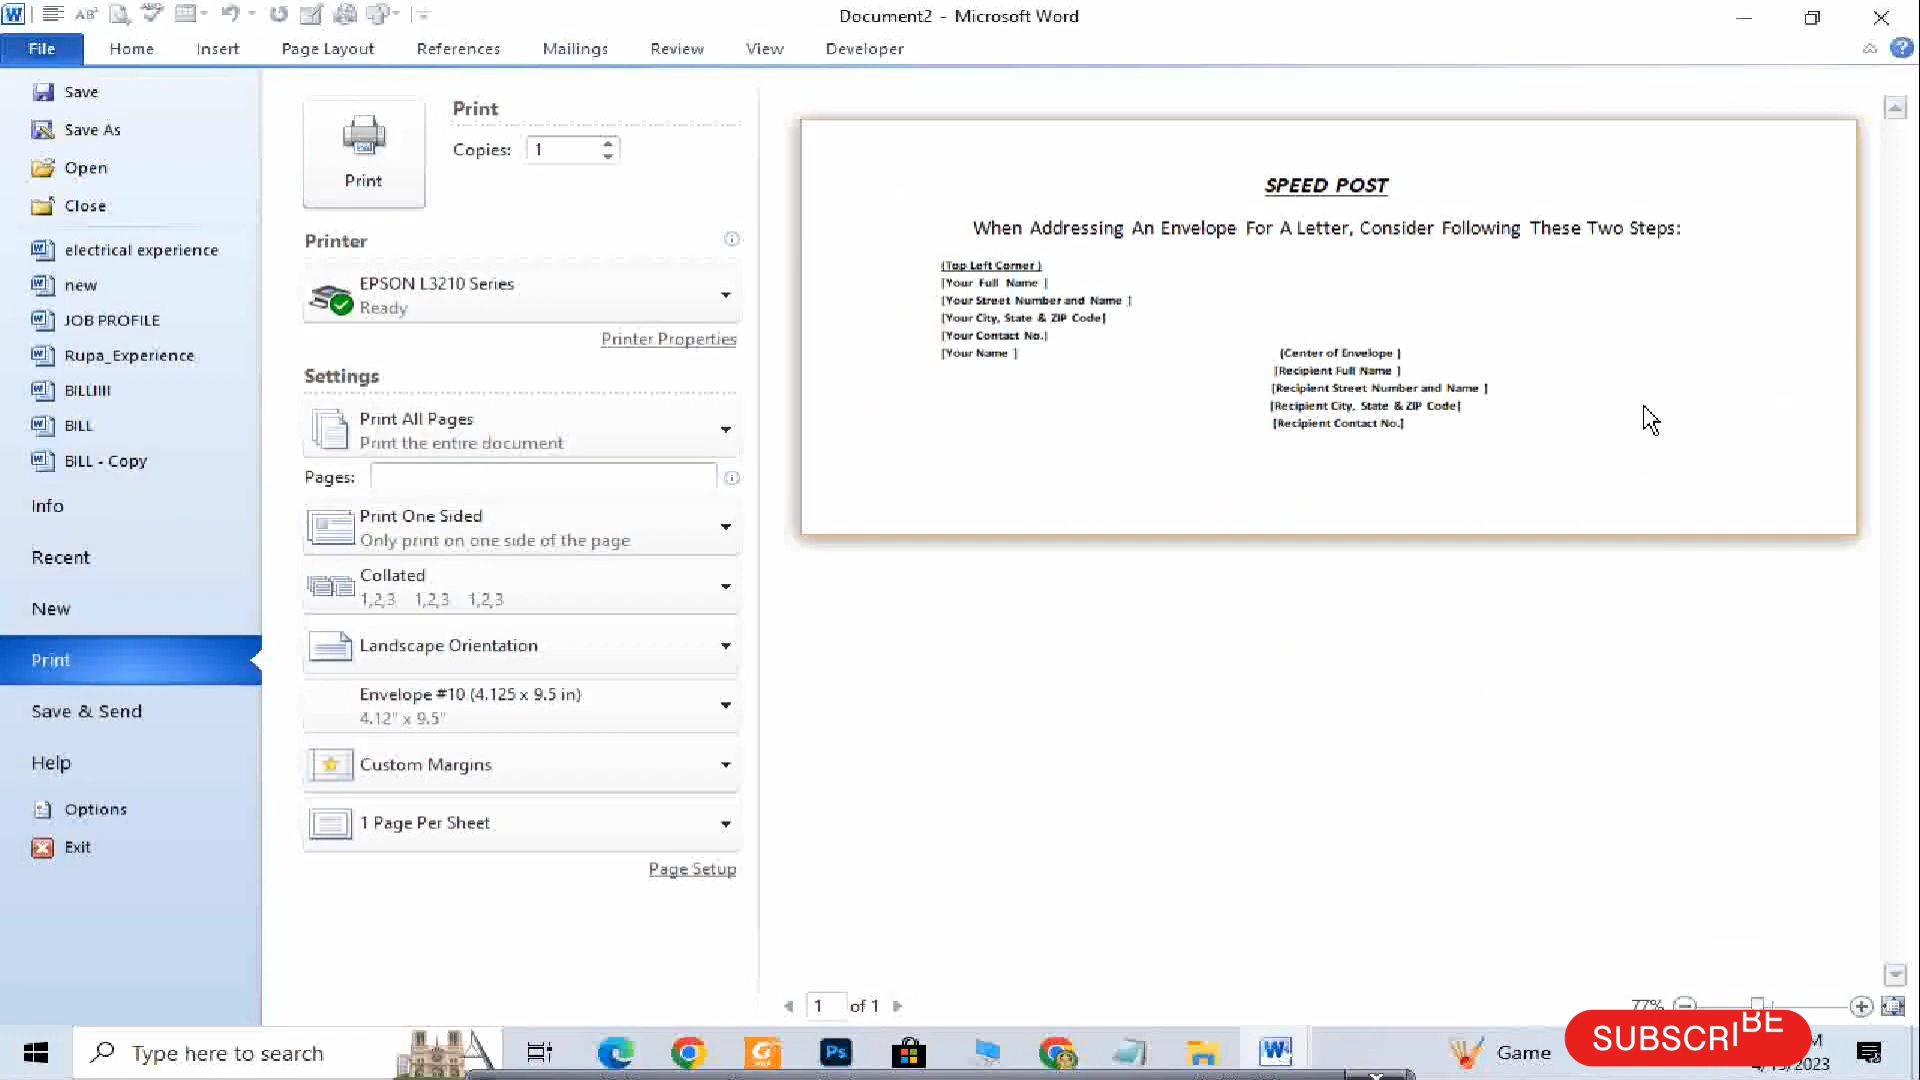 Document2 - Microsoft Word
File Home Insert Page Layout References Mailings Review View Developer
Save
Save As
Open
Close
electrical experience
new
JOB PROFILE
Rupa_Experience
BILLIIII
BILL
BILL - Copy
Info
Recent
New
Print
Save & Send
Help
Options
Exit
Print
Print
Copies: 1
Printer
EPSON L3210 Series
Ready
Printer Properties
Settings
Print All Pages
Print the entire document
Pages:
Print One Sided
Only print on one side of the page
Collated
1,2,3 1,2,3 1,2,3
Landscape Orientation
Envelope #10 (4.125 x 9.5 in)
4.12" x 9.5"
Custom Margins
1 Page Per Sheet
Page Setup
SPEED POST
When Addressing An Envelope For A Letter, Consider Following These Two Steps:
(Top Left Corner )
[Your Full Name ]
[Your Street Number and Name ]
[Your City, State & ZIP Code]
[Your Contact No.]
[Your Name ]
(Center of Envelope )
[Recipient Full Name ]
[Recipient Street Number and Name ]
[Recipient City, State & ZIP Code]
[Recipient Contact No.]
1 of 1
77%
Type here to search
Ps
Game
SUBSCRIBE